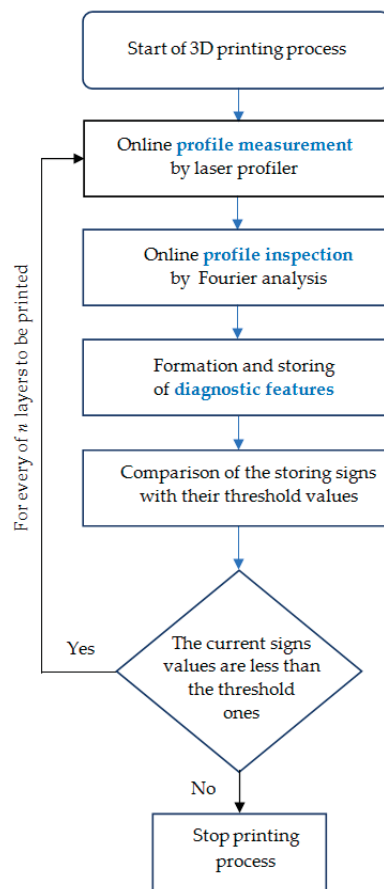 Start of 3D printing process
Online profile measurement
by laser profiler
Online profile inspection
by Fourier analysis
Formation and storing
of diagnostic features
Comparison of the storing signs
with their threshold values
For every of n layers to be printed
The current signs
values are less than
the threshold
ones
Yes
No
Stop printing
process